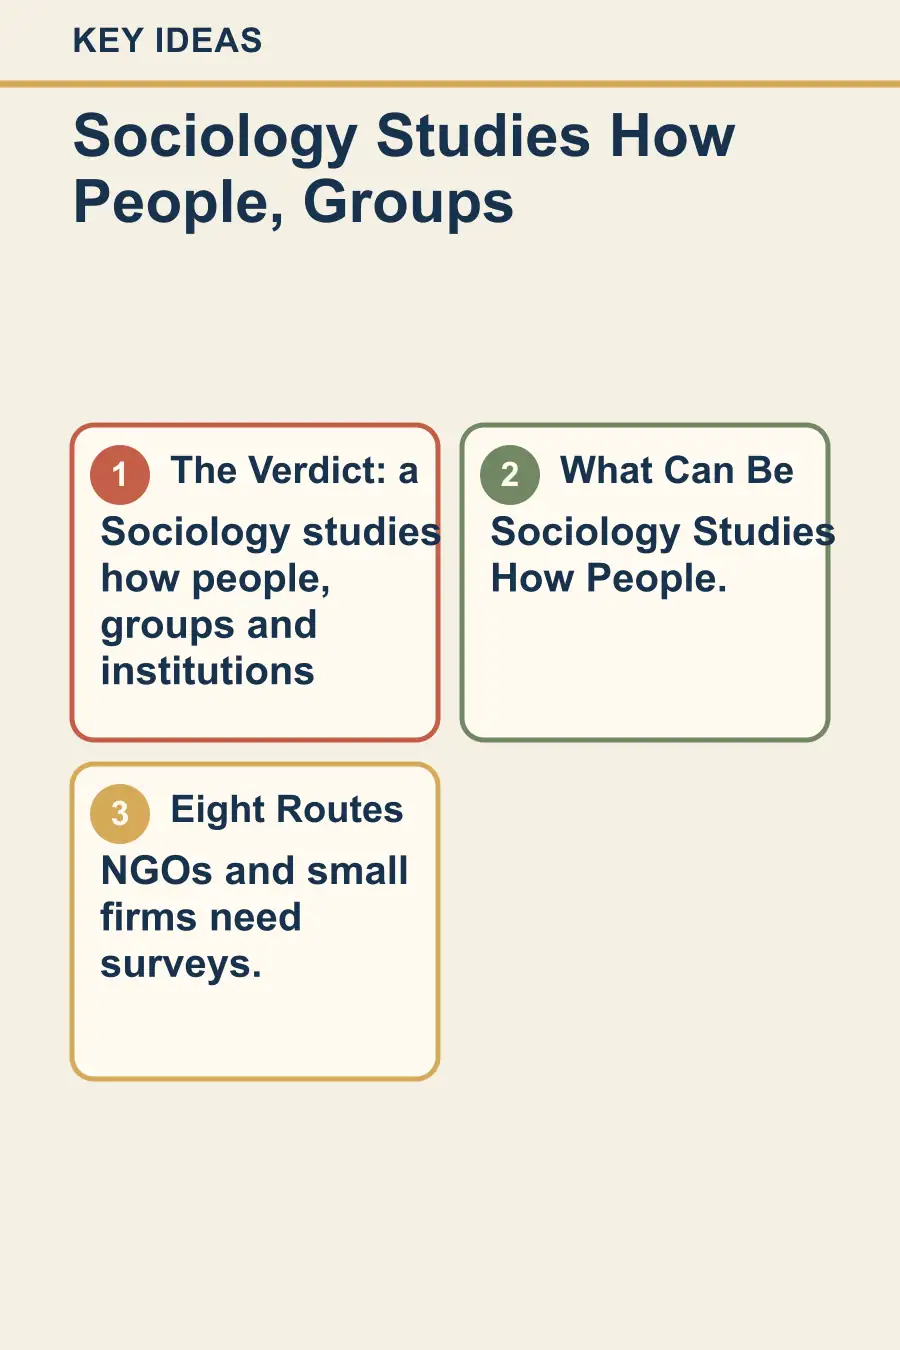 KEY IDEAS
Sociology Studies How
People, Groups
1 The Verdict: a
Sociology studies
how people,
groups and
institutions
2 What Can Be
Sociology Studies
How People.
3 Eight Routes
NGOs and small
firms need
surveys.